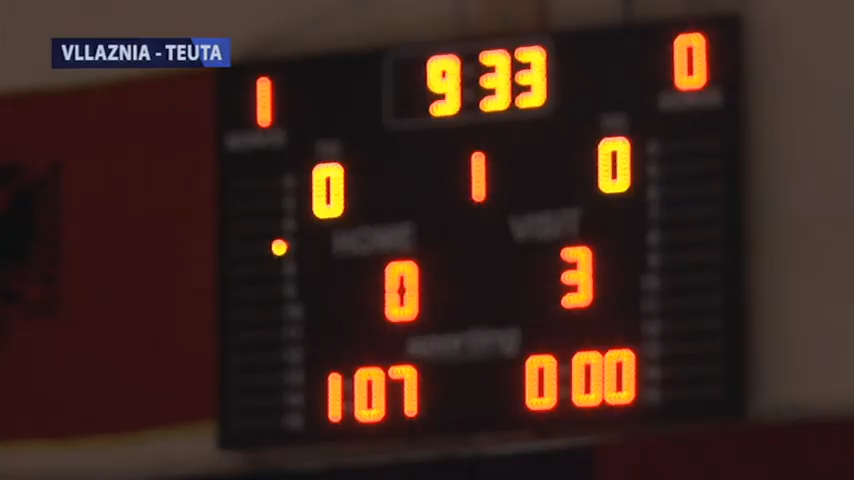 VLLAZNIA - TEUTA
1 9:33 0
0 1 0
HOME VISIT
0 3
107 0:00